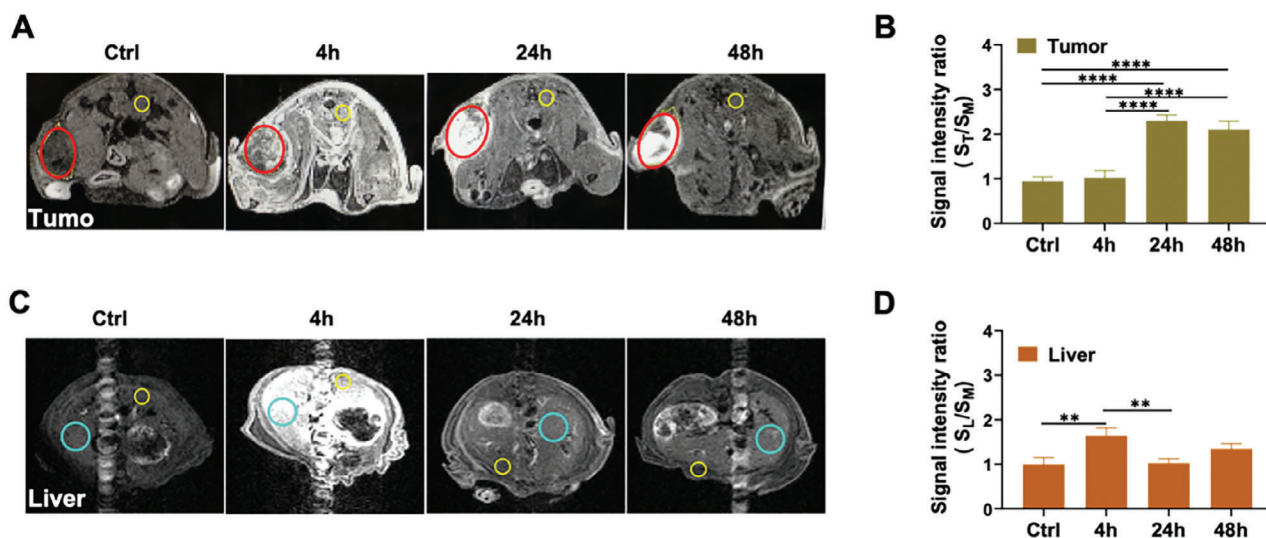 A
Ctrl 4h 24h 48h
Tumo
B
Tumor
Signal intensity ratio
( ST/SM)
4
3
2
1
0
****
****
****
****
Ctrl 4h 24h 48h
C
Ctrl 4h 24h 48h
Liver
D
Liver
Signal intensity ratio
( SL/SM)
4
3
2
1
0
** **
Ctrl 4h 24h 48h